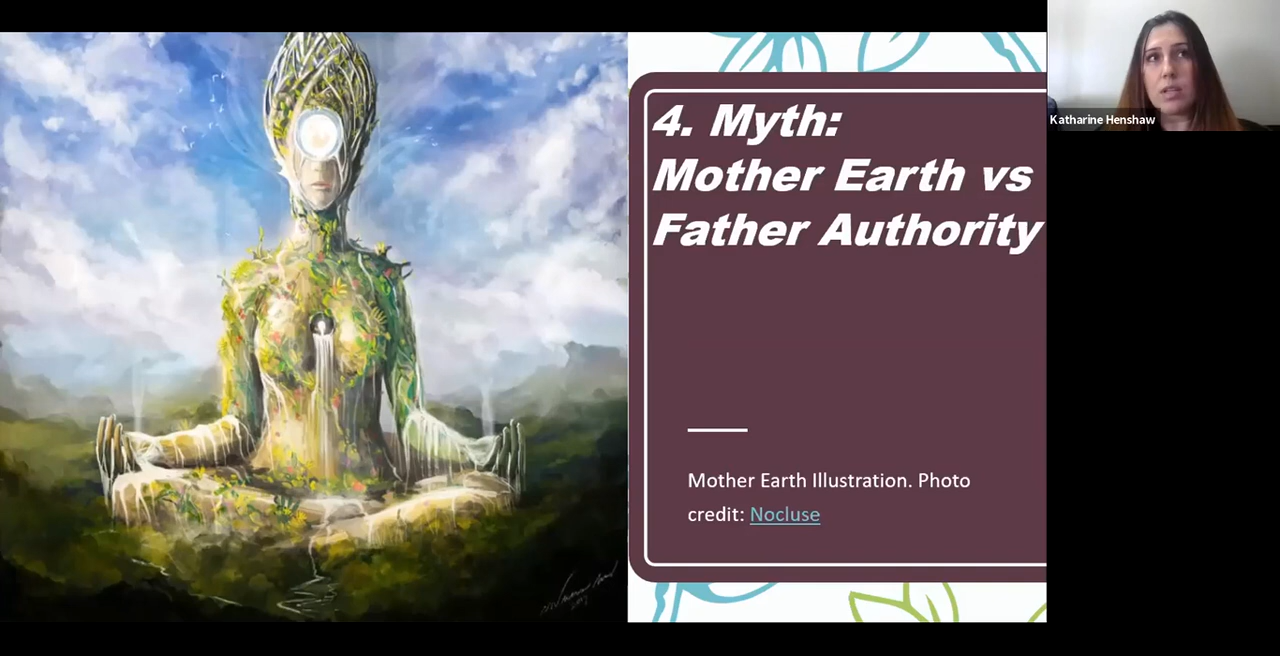 4. Myth:
Mother Earth vs
Father Authority
Mother Earth Illustration. Photo
credit: Nocluse
Katharine Henshaw